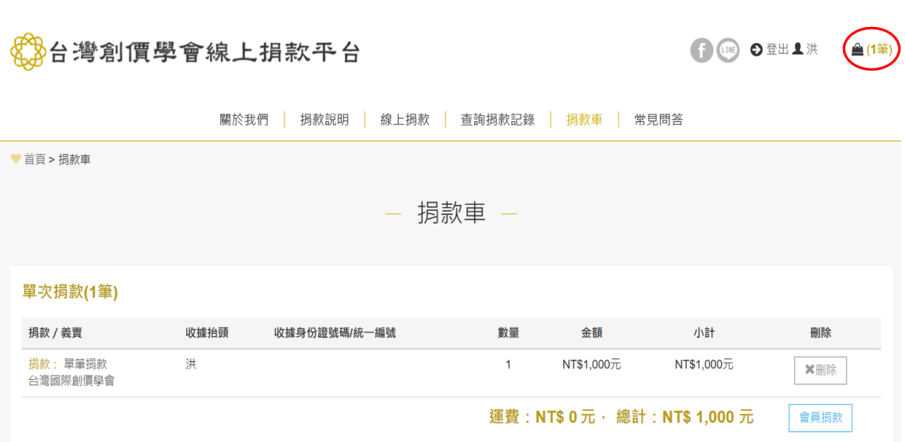 台灣創價學會線上捐款平台
f LINE 登出 洪 (1筆)
關於我們 捐款說明 線上捐款 查詢捐款記錄 捐款車 常見問答
首頁 > 捐款車
捐款車
單次捐款(1筆)
捐款 / 義賣 收據抬頭 收據身份證號碼/統一編號 數量 金額 小計 刪除
捐款： 單筆捐款 洪 1 NT$1,000元 NT$1,000元 ✖刪除
台灣國際創價學會
運費：NT$ 0 元 · 總計：NT$ 1,000 元 會員捐款